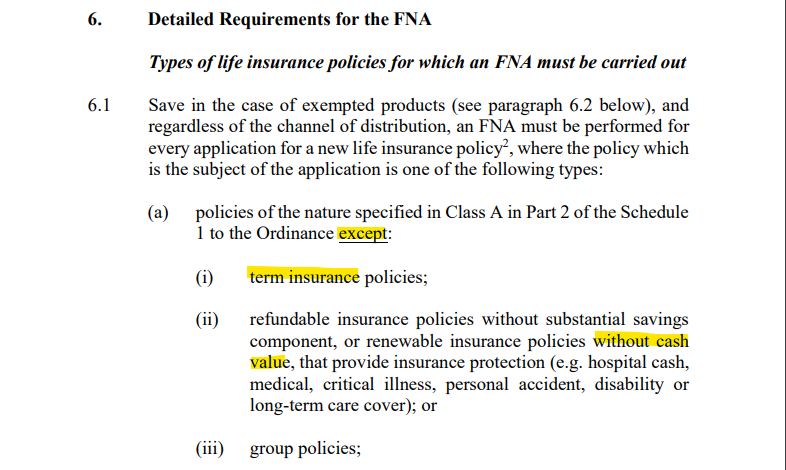 6. Detailed Requirements for the FNA
Types of life insurance policies for which an FNA must be carried out
6.1 Save in the case of exempted products (see paragraph 6.2 below), and
regardless of the channel of distribution, an FNA must be performed for
every application for a new life insurance policy², where the policy which
is the subject of the application is one of the following types:
(a) policies of the nature specified in Class A in Part 2 of the Schedule
1 to the Ordinance except:
(i) term insurance policies;
(ii) refundable insurance policies without substantial savings
component, or renewable insurance policies without cash
value, that provide insurance protection (e.g. hospital cash,
medical, critical illness, personal accident, disability or
long-term care cover); or
(iii) group policies;